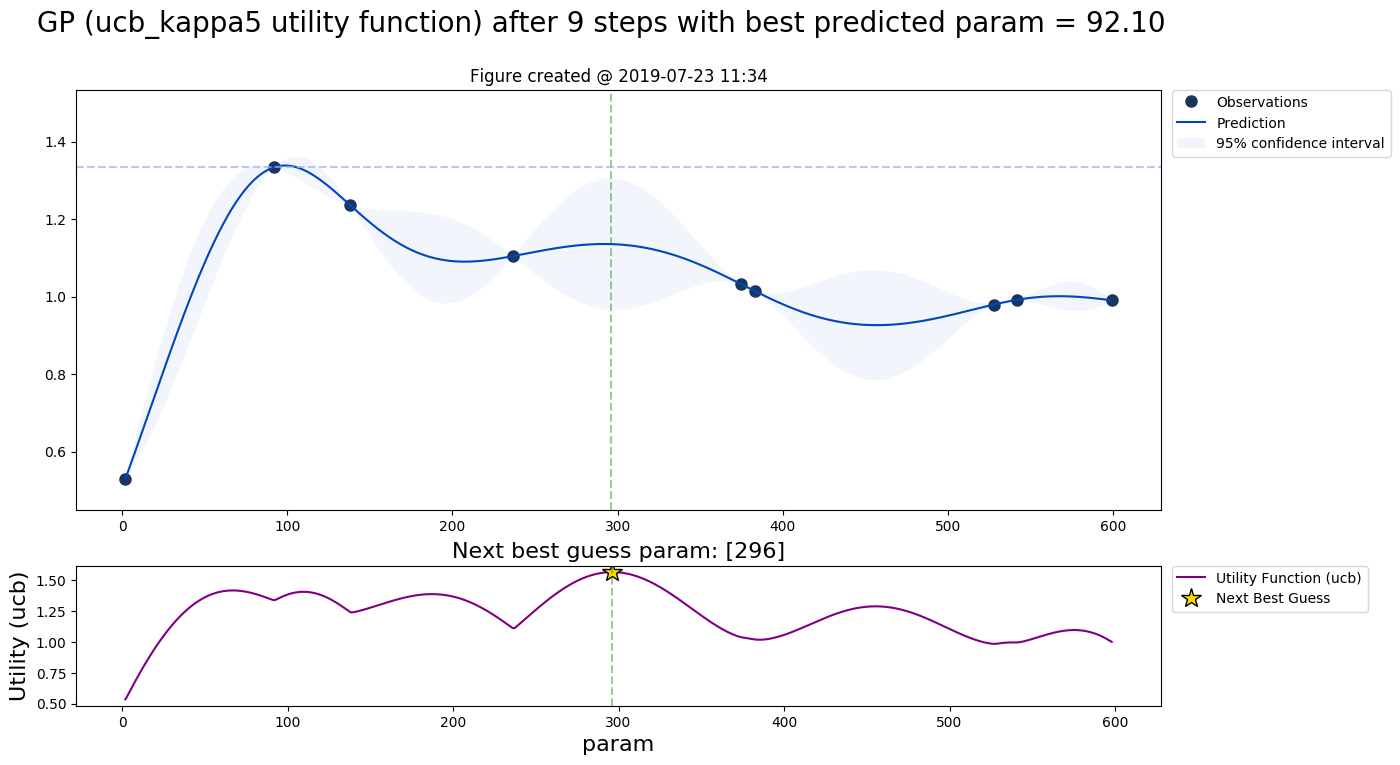 GP (ucb_kappa5 utility function) after 9 steps with best predicted param = 92.10
Figure created @ 2019-07-23 11:34
Observations
Prediction
95% confidence interval
1.4
1.2
1.0
0.8
0.6
0 100 200 300 400 500 600
Next best guess param: [296]
Utility (ucb)
1.50
1.25
1.00
0.75
0.50
Utility Function (ucb)
Next Best Guess
0 100 200 300 400 500 600
param